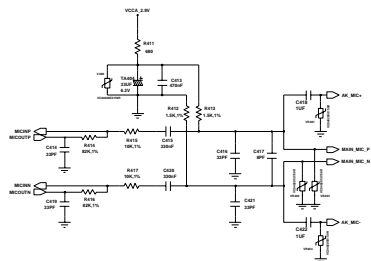 VCCA_2.8V
R411
680
TA404
33UF
6.3V
C413
470nF
R412
1.5K,1%
R413
1.5K,1%
C418
1UF
AK_MIC+
MICINP
MICOUTP
R414
82K,1%
C414
33PF
R415
10K,1%
C415
330nF
C416
33PF
C417
8PF
MAIN_MIC_P
MAIN_MIC_N
MICINN
MICOUTN
R416
82K,1%
C419
33PF
R417
10K,1%
C420
330nF
C421
33PF
C422
1UF
AK_MIC-